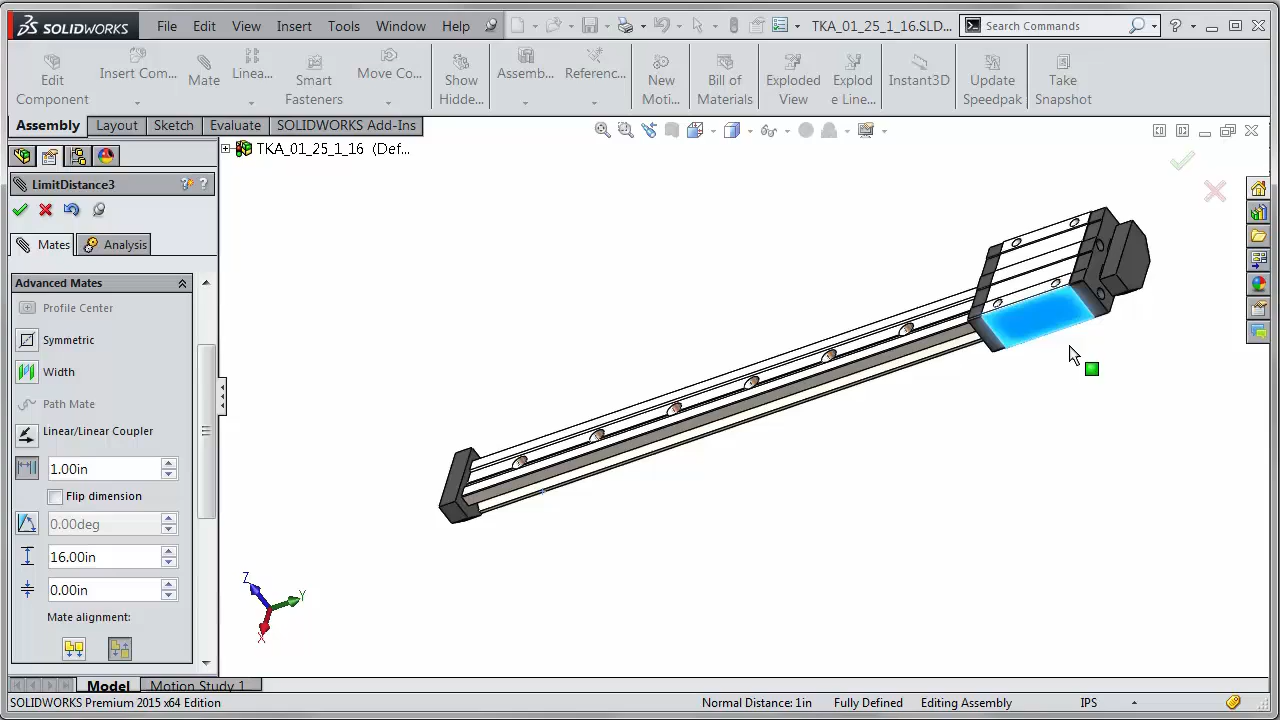 SOLIDWORKS File Edit View Insert Tools Window Help TKA_01_25_1_16.SLD... Search Commands ?
Edit Component Insert Com... Mate Linea... Smart Fasteners Move Co... Show Hidde... Assemb... Referenc... New Moti... Bill of Materials Exploded View Explod e Line... Instant3D Update Speedpak Take Snapshot
Assembly Layout Sketch Evaluate SOLIDWORKS Add-Ins
TKA_01_25_1_16 (Def...
LimitDistance3 ? ?
Mates Analysis
Advanced Mates
Profile Center
Symmetric
Width
Path Mate
Linear/Linear Coupler
1.00in
Flip dimension
0.00deg
16.00in
0.00in
Mate alignment:
Z
Y
X
Model Motion Study 1
SOLIDWORKS Premium 2015 x64 Edition Normal Distance: 1in Fully Defined Editing Assembly IPS